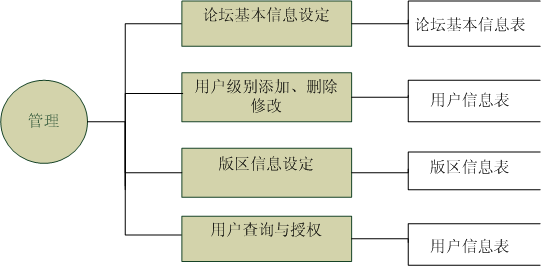 论坛基本信息设定
论坛基本信息表
用户级别添加、删除
修改
用户信息表
管理
版区信息设定
版区信息表
用户查询与授权
用户信息表